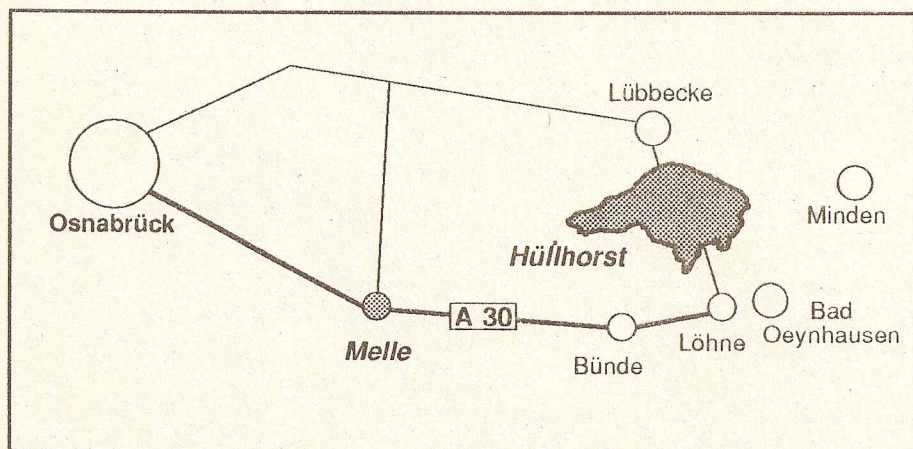 Lübbecke
Osnabrück
Minden
Hüllhorst
A 30
Melle
Bünde
Löhne
Bad
Oeynhausen